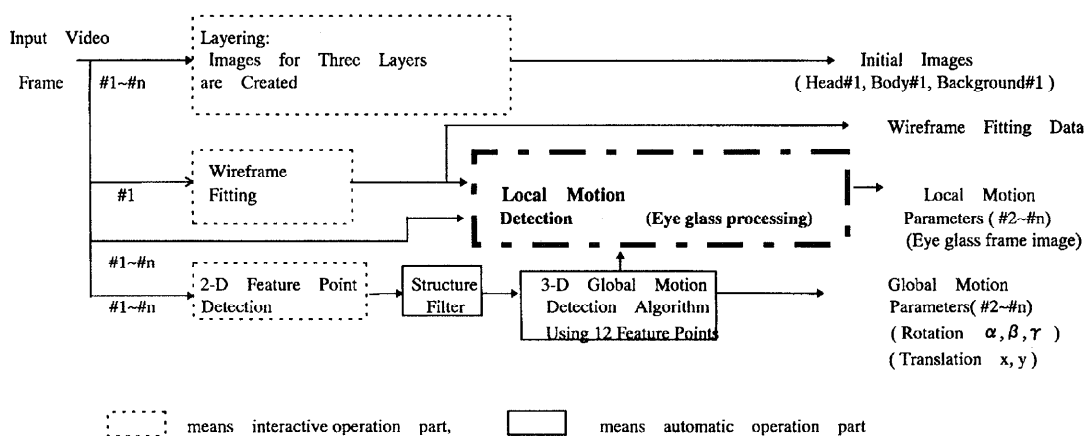 Input Video
Frame
#1~#n
Layering:
Images for Three Layers
are Created
Initial Images
( Head#1, Body#1, Background#1 )
Wireframe Fitting Data
#1
Wireframe
Fitting
Local Motion
Detection (Eye glass processing)
Local Motion
Parameters ( #2~#n)
(Eye glass frame image)
#1~#n
#1~#n
2-D Feature Point
Detection
Structure
Filter
3-D Global Motion
Detection Algorithm
Using 12 Feature Points
Global Motion
Parameters( #2~#n)
( Rotation α, β, γ )
( Translation x, y )
means interactive operation part,
means automatic operation part